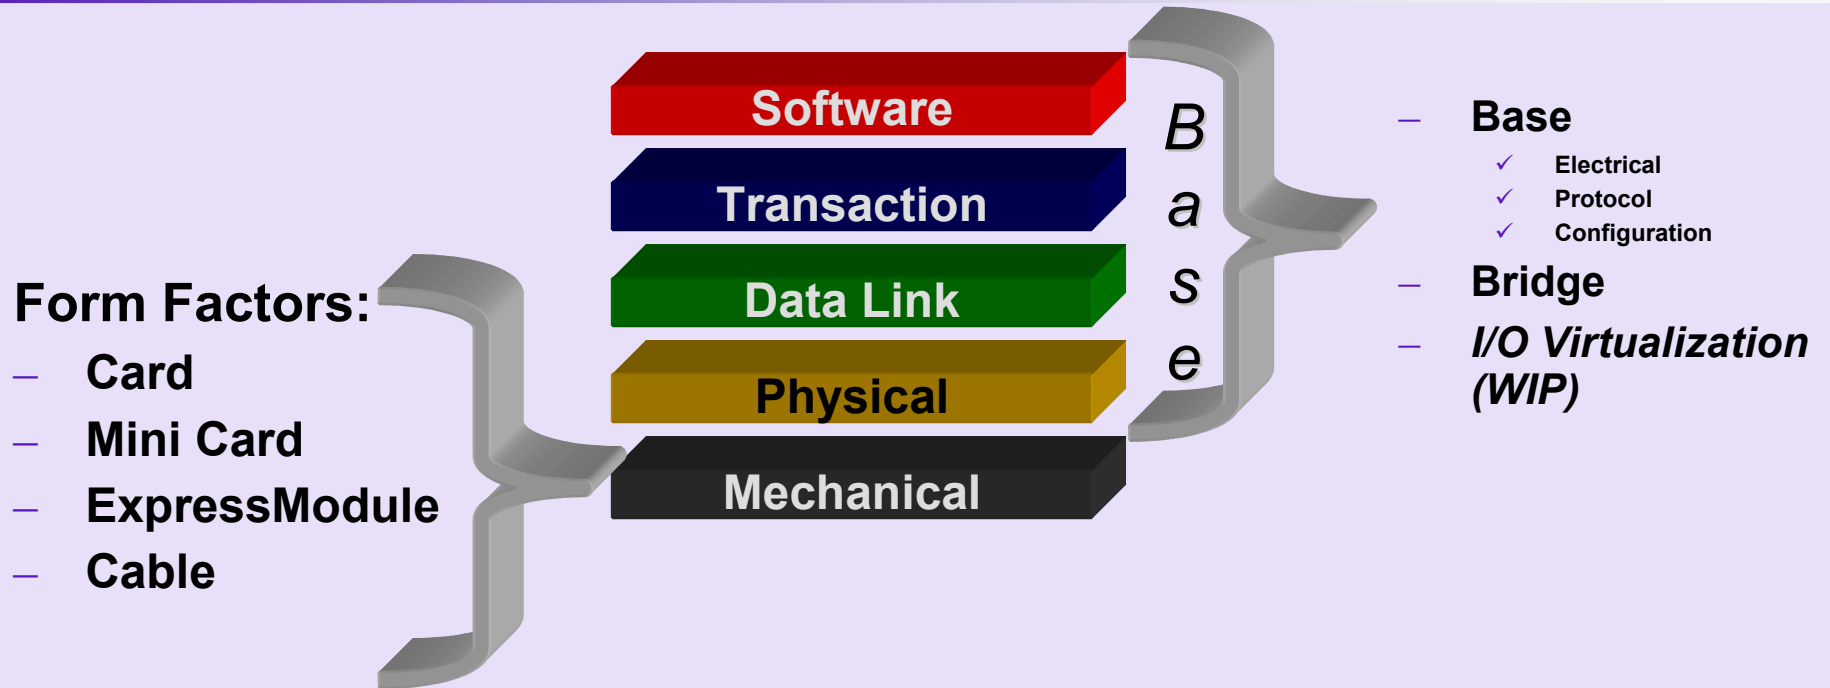 Form Factors:
– Card
– Mini Card
– ExpressModule
– Cable
Software
Transaction
Data Link
Physical
Mechanical
B
a
s
e
– Base
✓ Electrical
✓ Protocol
✓ Configuration
– Bridge
– I/O Virtualization
(WIP)